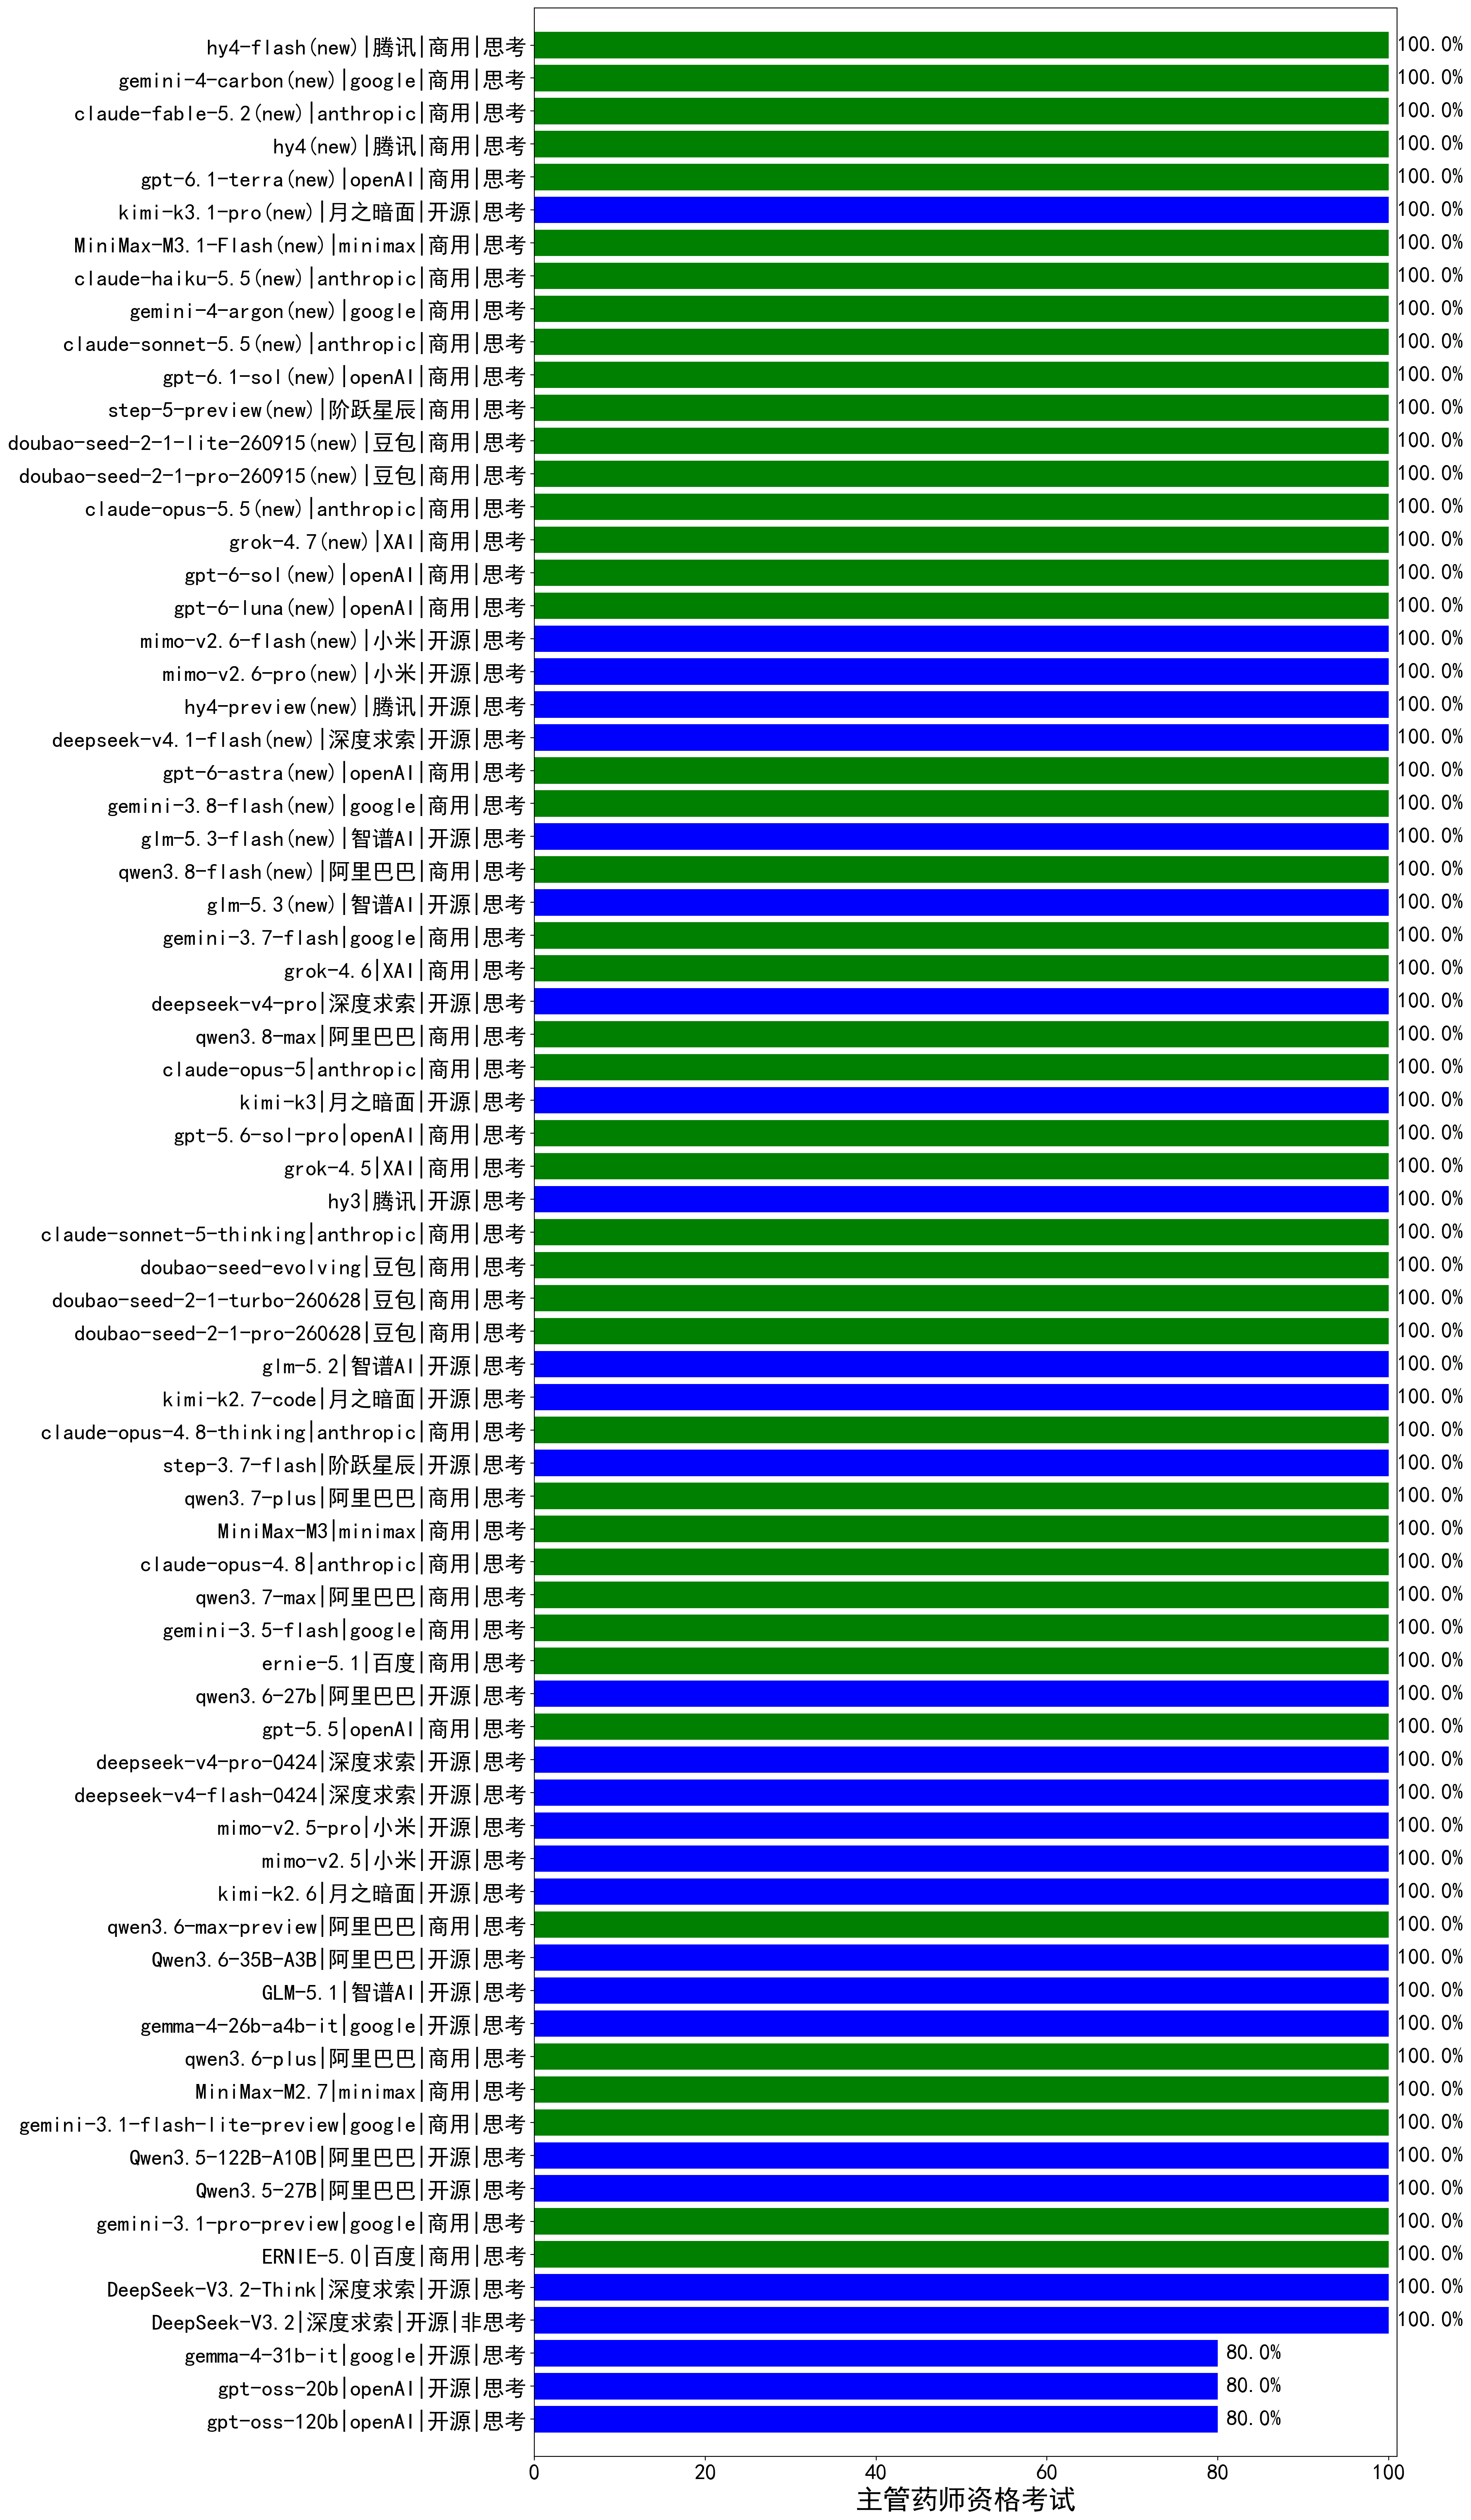 hy4-flash(new)|腾讯|商用|思考 100.0%
gemini-4-carbon(new)|google|商用|思考 100.0%
claude-fable-5.2(new)|anthropic|商用|思考 100.0%
hy4(new)|腾讯|商用|思考 100.0%
gpt-6.1-terra(new)|openAI|商用|思考 100.0%
kimi-k3.1-pro(new)|月之暗面|开源|思考 100.0%
MiniMax-M3.1-Flash(new)|minimax|商用|思考 100.0%
claude-haiku-5.5(new)|anthropic|商用|思考 100.0%
gemini-4-argon(new)|google|商用|思考 100.0%
claude-sonnet-5.5(new)|anthropic|商用|思考 100.0%
gpt-6.1-sol(new)|openAI|商用|思考 100.0%
step-5-preview(new)|阶跃星辰|商用|思考 100.0%
doubao-seed-2-1-lite-260915(new)|豆包|商用|思考 100.0%
doubao-seed-2-1-pro-260915(new)|豆包|商用|思考 100.0%
claude-opus-5.5(new)|anthropic|商用|思考 100.0%
grok-4.7(new)|XAI|商用|思考 100.0%
gpt-6-sol(new)|openAI|商用|思考 100.0%
gpt-6-luna(new)|openAI|商用|思考 100.0%
mimo-v2.6-flash(new)|小米|开源|思考 100.0%
mimo-v2.6-pro(new)|小米|开源|思考 100.0%
hy4-preview(new)|腾讯|开源|思考 100.0%
deepseek-v4.1-flash(new)|深度求索|开源|思考 100.0%
gpt-6-astra(new)|openAI|商用|思考 100.0%
gemini-3.8-flash(new)|google|商用|思考 100.0%
glm-5.3-flash(new)|智谱AI|开源|思考 100.0%
qwen3.8-flash(new)|阿里巴巴|商用|思考 100.0%
glm-5.3(new)|智谱AI|开源|思考 100.0%
gemini-3.7-flash|google|商用|思考 100.0%
grok-4.6|XAI|商用|思考 100.0%
deepseek-v4-pro|深度求索|开源|思考 100.0%
qwen3.8-max|阿里巴巴|商用|思考 100.0%
claude-opus-5|anthropic|商用|思考 100.0%
kimi-k3|月之暗面|开源|思考 100.0%
gpt-5.6-sol-pro|openAI|商用|思考 100.0%
grok-4.5|XAI|商用|思考 100.0%
hy3|腾讯|开源|思考 100.0%
claude-sonnet-5-thinking|anthropic|商用|思考 100.0%
doubao-seed-evolving|豆包|商用|思考 100.0%
doubao-seed-2-1-turbo-260628|豆包|商用|思考 100.0%
doubao-seed-2-1-pro-260628|豆包|商用|思考 100.0%
glm-5.2|智谱AI|开源|思考 100.0%
kimi-k2.7-code|月之暗面|开源|思考 100.0%
claude-opus-4.8-thinking|anthropic|商用|思考 100.0%
step-3.7-flash|阶跃星辰|开源|思考 100.0%
qwen3.7-plus|阿里巴巴|商用|思考 100.0%
MiniMax-M3|minimax|商用|思考 100.0%
claude-opus-4.8|anthropic|商用|思考 100.0%
qwen3.7-max|阿里巴巴|商用|思考 100.0%
gemini-3.5-flash|google|商用|思考 100.0%
ernie-5.1|百度|商用|思考 100.0%
qwen3.6-27b|阿里巴巴|开源|思考 100.0%
gpt-5.5|openAI|商用|思考 100.0%
deepseek-v4-pro-0424|深度求索|开源|思考 100.0%
deepseek-v4-flash-0424|深度求索|开源|思考 100.0%
mimo-v2.5-pro|小米|开源|思考 100.0%
mimo-v2.5|小米|开源|思考 100.0%
kimi-k2.6|月之暗面|开源|思考 100.0%
qwen3.6-max-preview|阿里巴巴|商用|思考 100.0%
Qwen3.6-35B-A3B|阿里巴巴|开源|思考 100.0%
GLM-5.1|智谱AI|开源|思考 100.0%
gemma-4-26b-a4b-it|google|开源|思考 100.0%
qwen3.6-plus|阿里巴巴|商用|思考 100.0%
MiniMax-M2.7|minimax|商用|思考 100.0%
gemini-3.1-flash-lite-preview|google|商用|思考 100.0%
Qwen3.5-122B-A10B|阿里巴巴|开源|思考 100.0%
Qwen3.5-27B|阿里巴巴|开源|思考 100.0%
gemini-3.1-pro-preview|google|商用|思考 100.0%
ERNIE-5.0|百度|商用|思考 100.0%
DeepSeek-V3.2-Think|深度求索|开源|思考 100.0%
DeepSeek-V3.2|深度求索|开源|非思考 100.0%
gemma-4-31b-it|google|开源|思考 80.0%
gpt-oss-20b|openAI|开源|思考 80.0%
gpt-oss-120b|openAI|开源|思考 80.0%
0 20 40 60 80 100
主管药师资格考试